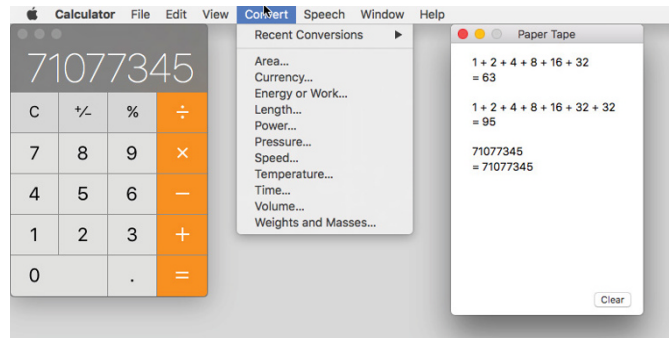 Calculator File Edit View Convert Speech Window Help
71077345
C +/− % ÷
7 8 9 ×
4 5 6 −
1 2 3 +
0 . =
Recent Conversions ▶
Area...
Currency...
Energy or Work...
Length...
Power...
Pressure...
Speed...
Temperature...
Time...
Volume...
Weights and Masses...
Paper Tape
1 + 2 + 4 + 8 + 16 + 32
= 63
1 + 2 + 4 + 8 + 16 + 32 + 32
= 95
71077345
= 71077345
Clear